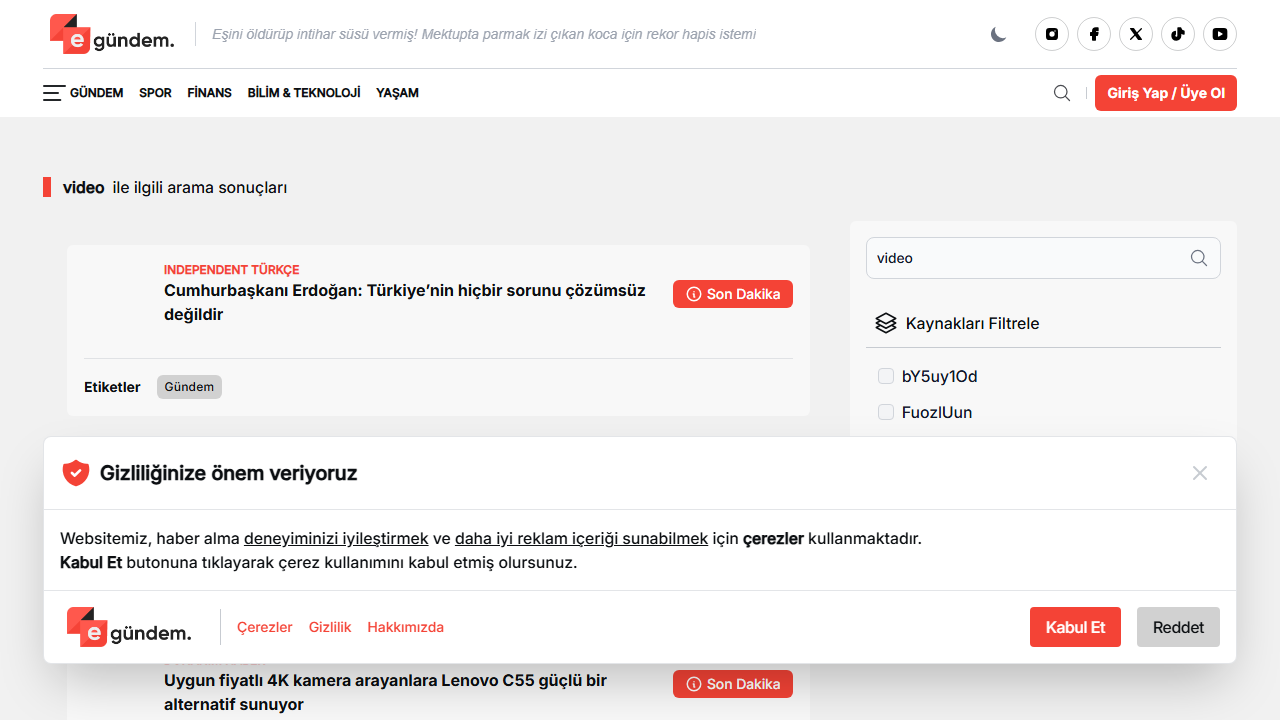 e gündem.
Eşini öldürüp intihar süsü vermiş! Mektupta parmak izi çıkan koca için rekor hapis istemi
GÜNDEM SPOR FİNANS BİLİM & TEKNOLOJİ YAŞAM
Giriş Yap / Üye Ol
video ile ilgili arama sonuçları
INDEPENDENT TÜRKÇE
Cumhurbaşkanı Erdoğan: Türkiye’nin hiçbir sorunu çözümsüz
değildir
Son Dakika
Etiketler Gündem
video
Kaynakları Filtrele
bY5uy1Od
FuozlUun
Gizliliğinize önem veriyoruz
Websitemiz, haber alma deneyiminizi iyileştirmek ve daha iyi reklam içeriği sunabilmek için çerezler kullanmaktadır.
Kabul Et butonuna tıklayarak çerez kullanımını kabul etmiş olursunuz.
e gündem.
Çerezler Gizlilik Hakkımızda
Kabul Et Reddet
Uygun fiyatlı 4K kamera arayanlara Lenovo C55 güçlü bir
alternatif sunuyor
Son Dakika